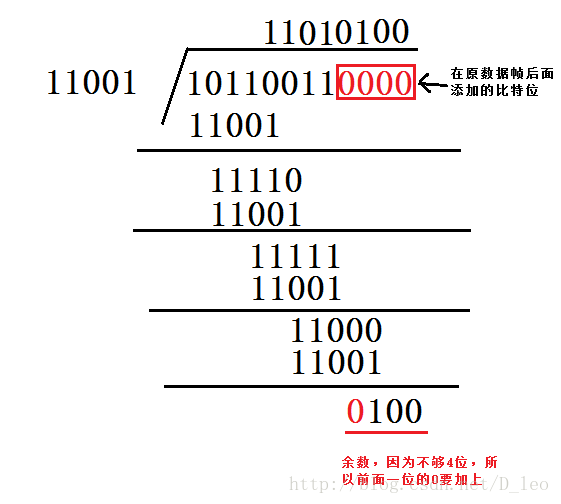 11010100
11001 101100110000 在原数据帧后面
添加的比特位
11001
11110
11001
11111
11001
11000
11001
0100
余数，因为不够4位，所
以前面一位的0要加上
http://blog.csdn.net/D_leo